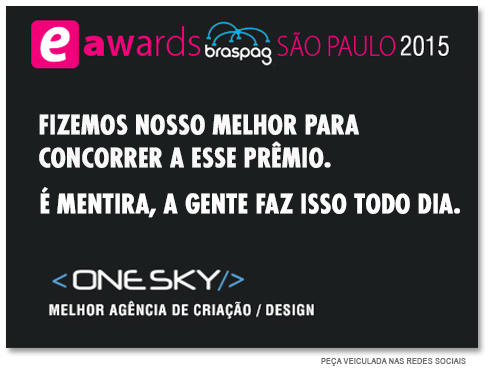 e awards braspag SÃO PAULO 2015
FIZEMOS NOSSO MELHOR PARA
CONCORRER A ESSE PRÊMIO.
É MENTIRA, A GENTE FAZ ISSO TODO DIA.
<ONESKY/>
MELHOR AGÊNCIA DE CRIAÇÃO / DESIGN
PEÇA VEICULADA NAS REDES SOCIAIS